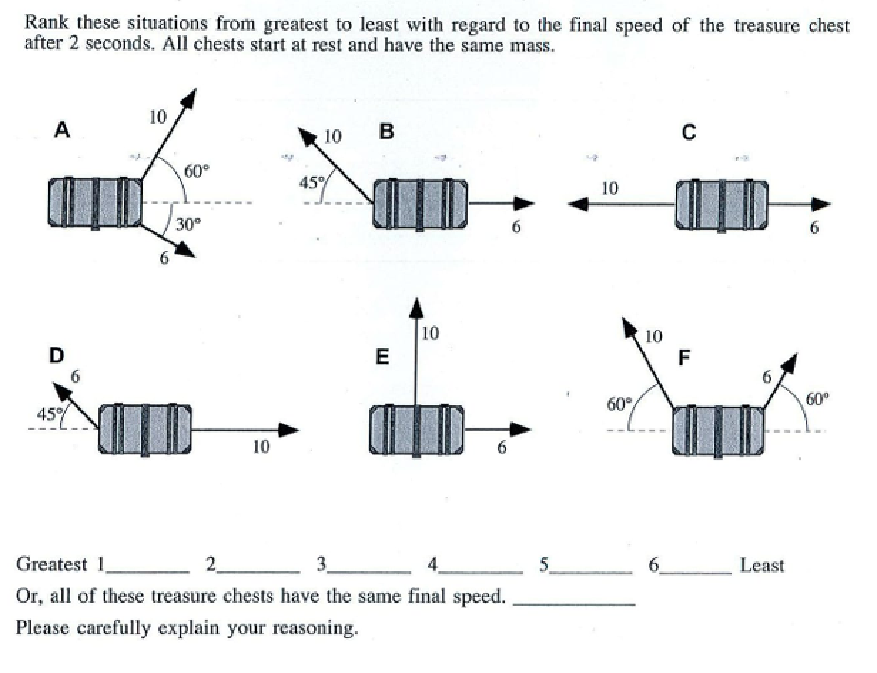 Rank these situations from greatest to least with regard to the final speed of the treasure chest
after 2 seconds. All chests start at rest and have the same mass.
A
10
60°
30°
6
B
10
45°
6
C
10
6
D
6
45°
10
E
10
6
F
10
60°
6
60°
Greatest 1________ 2________ 3________ 4________ 5________ 6_______ Least
Or, all of these treasure chests have the same final speed. ____________
Please carefully explain your reasoning.